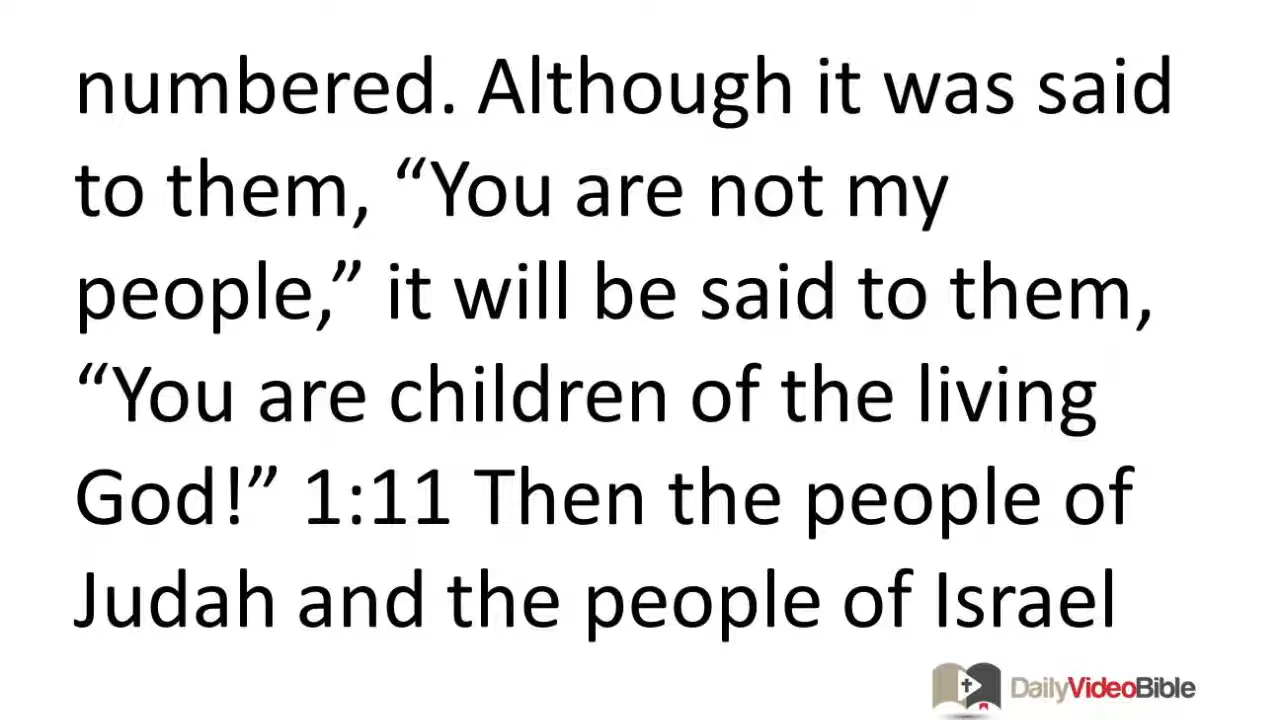 numbered. Although it was said
to them, “You are not my
people,” it will be said to them,
“You are children of the living
God!” 1:11 Then the people of
Judah and the people of Israel
DailyVideoBible